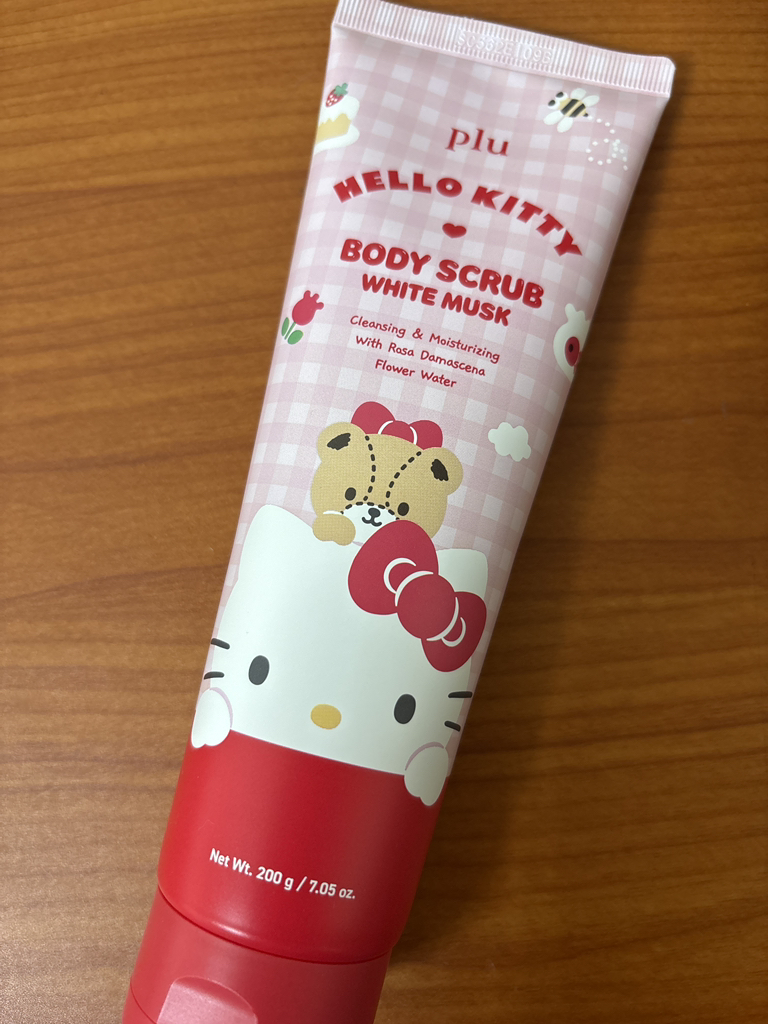 plu
HELLO KITTY
BODY SCRUB
WHITE MUSK
Cleansing & Moisturizing
With Rosa Damascena
Flower Water
Net Wt. 200 g / 7.05 oz.